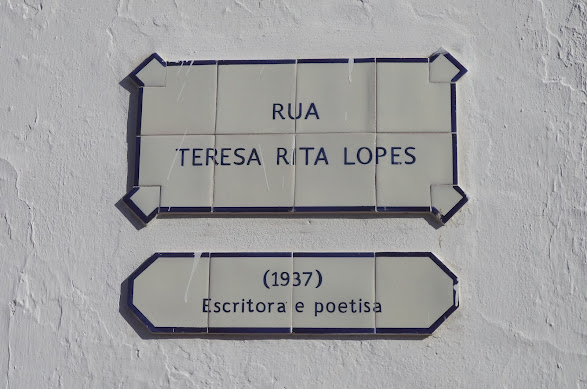 RUA
TERESA RITA LOPES
(1937)
Escritora e poetisa